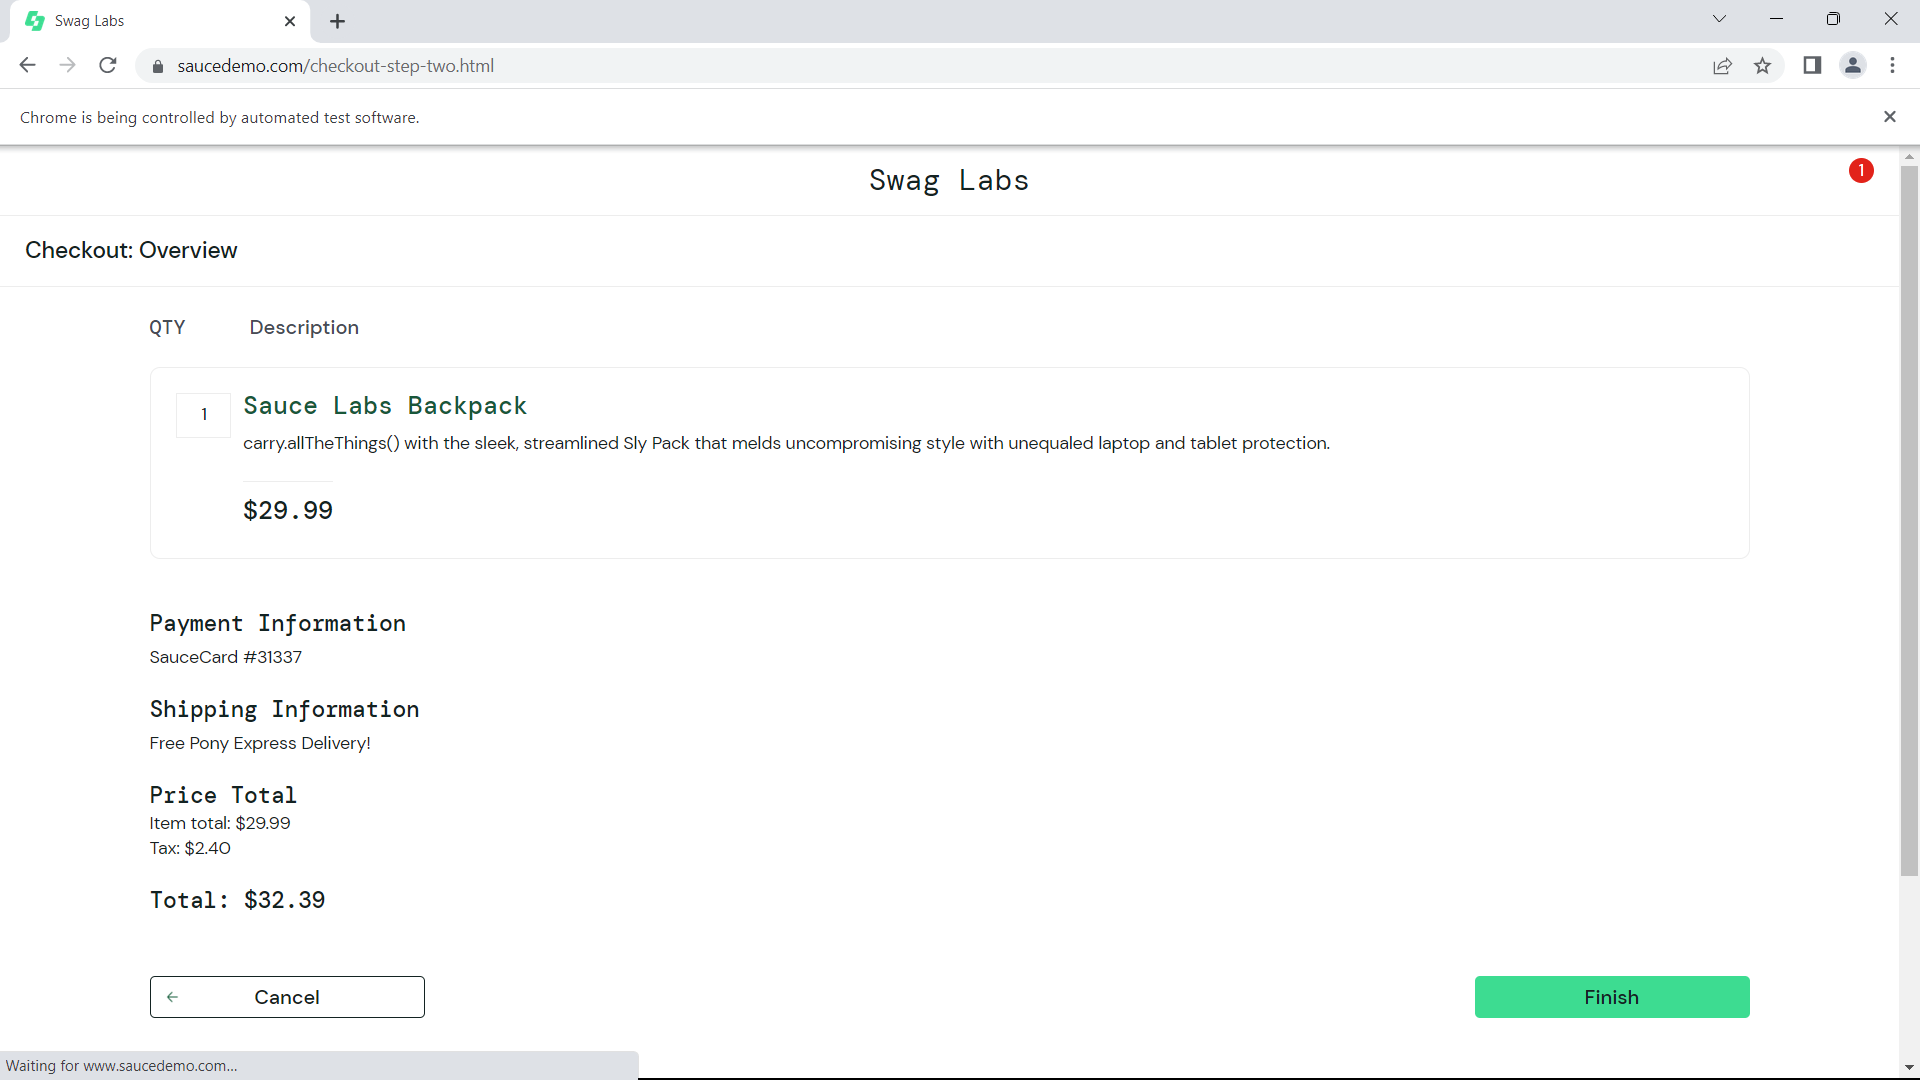 Swag Labs
saucedemo.com/checkout-step-two.html
Chrome is being controlled by automated test software.
Swag Labs
1
Checkout: Overview
QTY Description
1 Sauce Labs Backpack
carry.allTheThings() with the sleek, streamlined Sly Pack that melds uncompromising style with unequaled laptop and tablet protection.
$29.99
Payment Information
SauceCard #31337
Shipping Information
Free Pony Express Delivery!
Price Total
Item total: $29.99
Tax: $2.40
Total: $32.39
Cancel Finish
Waiting for www.saucedemo.com...